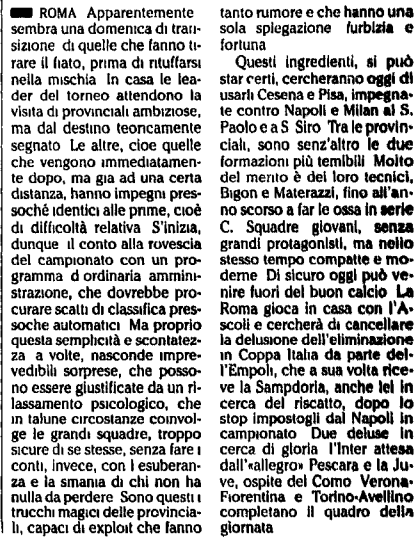 ROMA Apparentemente
sembra una domenica di tran-
sizione di quelle che fanno ti-
rare il fiato, prima di rituffarsi
nella mischia In casa le lea-
der del torneo attendono la
visita di provinciali ambiziose,
ma dal destino teoricamente
segnato Le altre, cioè quelle
che vengono immediatamen-
te dopo, ma già ad una certa
distanza, hanno impegni pres-
soché identici alle prime, cioè
di difficoltà relativa S'inizia,
dunque il conto alla rovescia
del campionato con un pro-
gramma d ordinaria ammini-
strazione, che dovrebbe pro-
curare scatti di classifica pres-
soche automatici Ma proprio
questa semplicità e scontatez-
za a volte, nasconde impre-
vedibili sorprese, che posso-
no essere giustificate da un ri-
lassamento psicologico, che
in talune circostanze coinvol-
ge le grandi squadre, troppo
sicure di se stesse, senza fare i
conti, invece, con l esuberan-
za e la smania di chi non ha
nulla da perdere Sono questi i
trucchi magici delle provincia-
li, capaci di exploit che fanno
tanto rumore e che hanno una
sola spiegazione furbizia e
fortuna
Questi ingredienti, si può
star certi, cercheranno oggi di
usarli Cesena e Pisa, impegna-
te contro Napoli e Milan al S.
Paolo e a S Siro Tra le provin-
ciali, sono senz'altro le due
formazioni più temibili Molto
del merito è dei loro tecnici,
Bigon e Materazzi, fino all'an-
no scorso a far le ossa in serie
C. Squadre giovani, senza
grandi protagonisti, ma nello
stesso tempo compatte e mo-
derne Di sicuro oggi può ve-
nire fuori del buon calcio La
Roma gioca in casa con l'A-
scoli e cercherà di cancellare
la delusione dell'eliminazione
in Coppa Italia da parte del-
l'Empoli, che a sua volta rice-
ve la Sampdoria, anche lei in
cerca del riscatto, dopo lo
stop impostogli dal Napoli in
campionato Due deluse in
cerca di gloria l'Inter attesa
dall'«allegro» Pescara e la Ju-
ve, ospite del Como Verona-
Fiorentina e Torino-Avellino
completano il quadro della
giornata